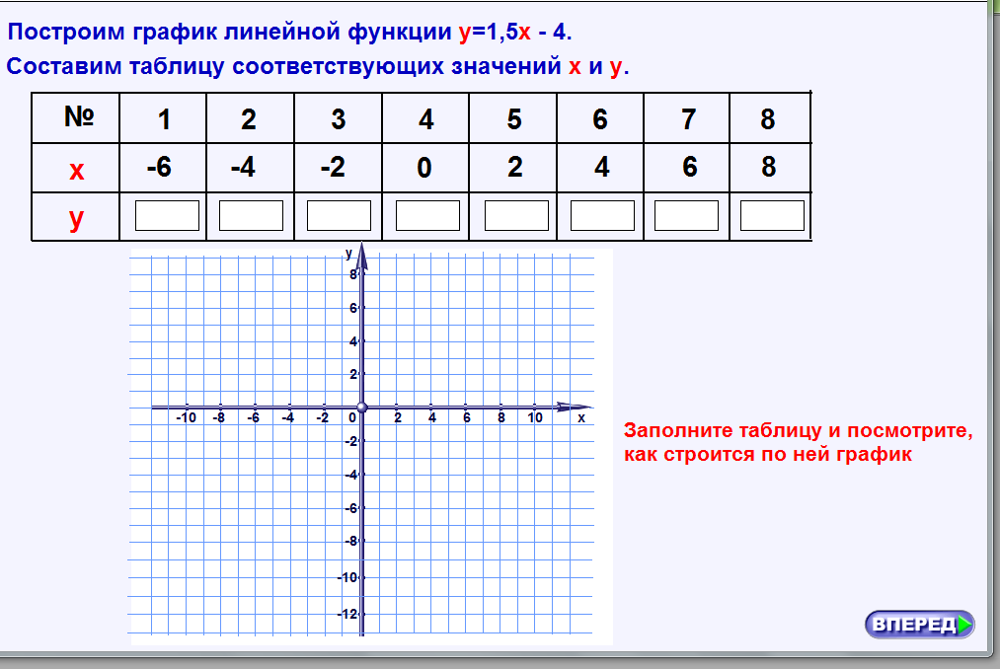 Построим график линейной функции y=1,5x - 4.
Составим таблицу соответствующих значений x и y.
№ 1 2 3 4 5 6 7 8
x -6 -4 -2 0 2 4 6 8
y
y
8
6
4
2
-10 -8 -6 -4 -2 0 2 4 6 8 10 x
-2
-4
-6
-8
-10
-12
Заполните таблицу и посмотрите,
как строится по ней график
ВПЕРЕД